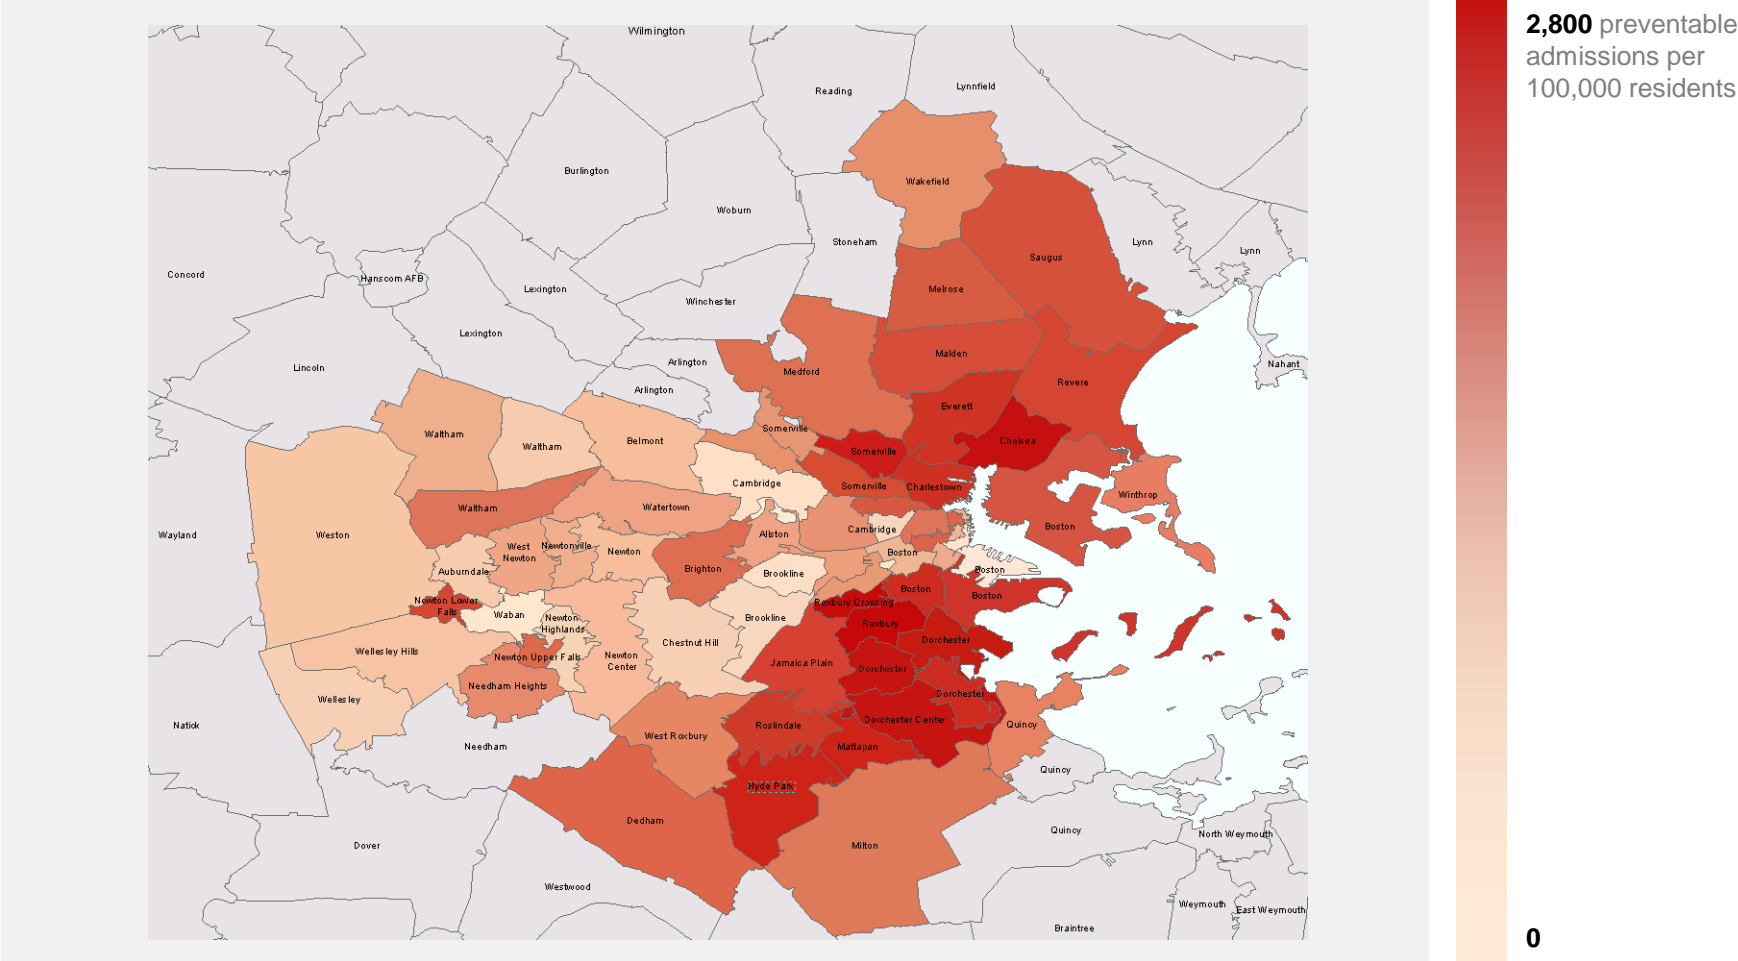 Wilmington
2,800 preventable
admissions per
100,000 residents
Reading
Lynnfield
Burlington
Wakefield
Woburn
Stoneham
Lynn
Lynn
Saugus
Concord
Hanscom AFB
Lexington
Melrose
Winchester
Lexington
Malden
Arlington
Nahant
Lincoln
Medford
Revere
Arlington
Everett
Somerville
Waltham
Belmont
Chelsea
Waltham
Somerville
Cambridge
Somerville
Charlestown
Winthrop
Waltham
Watertown
Boston
Cambridge
Wayland
Weston
Allston
West
Newton
Newtonville
Newton
Boston
Auburndale
Brighton
Brookline
Boston
Boston
Boston
Newton Lower
Falls
Roxbury Crossing
Waban
Newton
Highlands
Brookline
Roxbury
Chestnut Hill
Dorchester
Wellesley Hills
Newton Upper Falls
Newton
Center
Jamaica Plain
Dorchester
Needham Heights
Dorchester
Wellesley
Dorchester Center
Natick
Roslindale
Quincy
West Roxbury
Needham
Mattapan
Quincy
Hyde Park
Dedham
Quincy
North Weymouth
Dover
Milton
Westwood
Weymouth
East Weymouth
Braintree
0